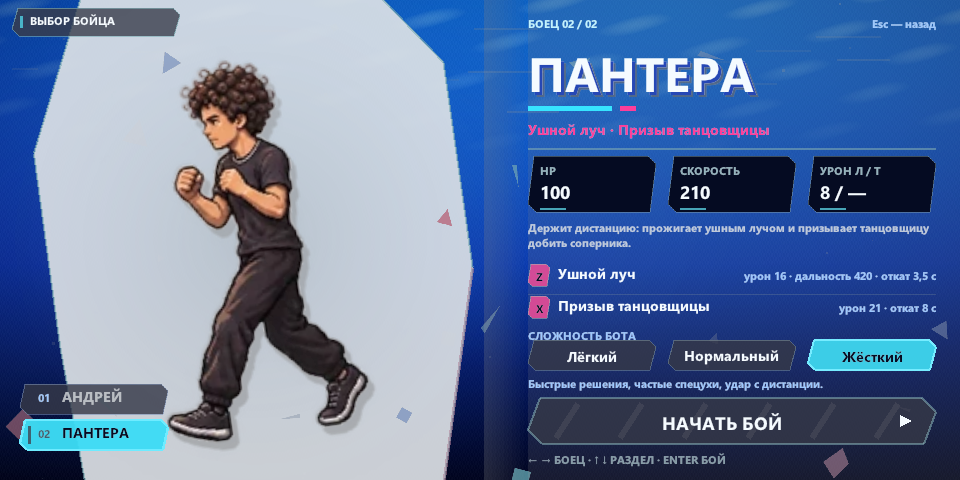 ВЫБОР БОЙЦА
01 АНДРЕЙ
02 ПАНТЕРА
БОЕЦ 02 / 02
Esc — назад
ПАНТЕРА
Ушной луч · Призыв танцовщицы
HP
100
СКОРОСТЬ
210
УРОН Л / Т
8 / —
Держит дистанцию: прожигает ушным лучом и призывает танцовщицу
добить соперника.
Z Ушной луч урон 16 · дальность 420 · откат 3,5 с
X Призыв танцовщицы урон 21 · откат 8 с
СЛОЖНОСТЬ БОТА
Лёгкий
Нормальный
Жёсткий
Быстрые решения, частые спецухи, удар с дистанции.
НАЧАТЬ БОЙ
← → БОЕЦ · ↑ ↓ РАЗДЕЛ · ENTER БОЙ